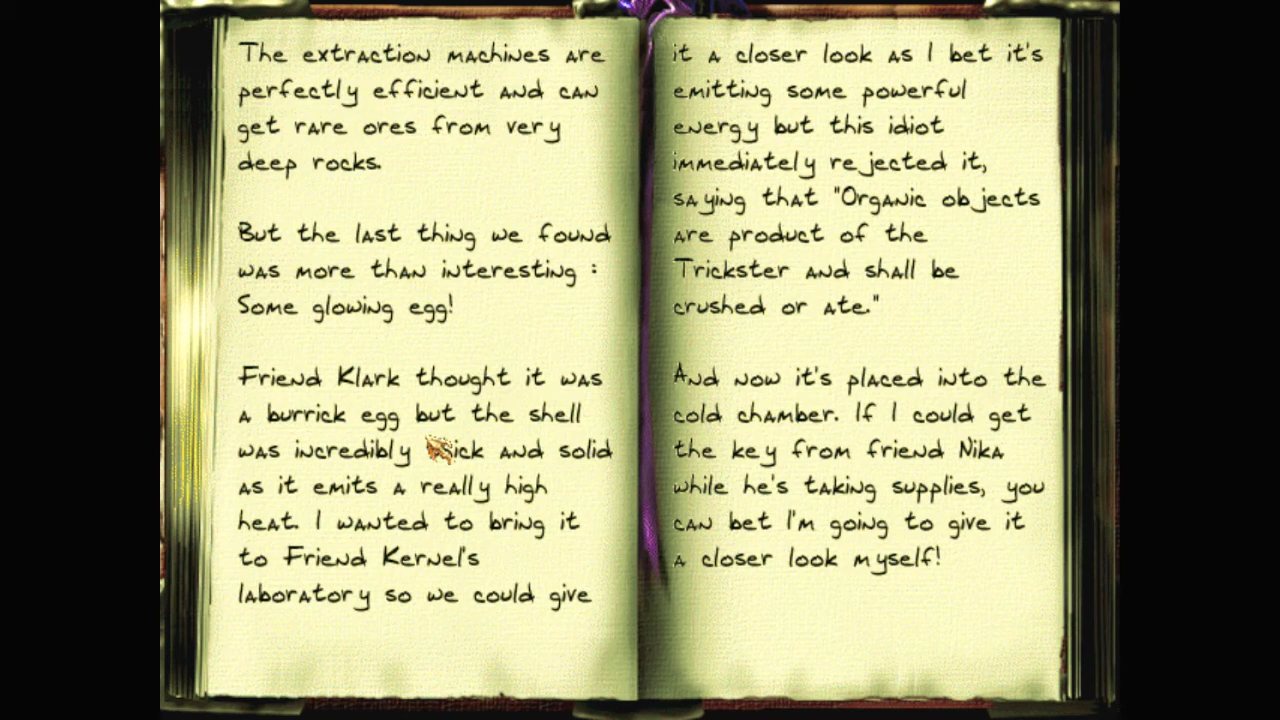 The extraction machines are
perfectly efficient and can
get rare ores from very
deep rocks.
But the last thing we found
was more than interesting :
Some glowing egg!
Friend Klark thought it was
a burrick egg but the shell
was incredibly thick and solid
as it emits a really high
heat. I wanted to bring it
to Friend Kernel's
laboratory so we could give
it a closer look as I bet it's
emitting some powerful
energy but this idiot
immediately rejected it,
saying that "Organic objects
are product of the
Trickster and shall be
crushed or ate."
And now it's placed into the
cold chamber. If I could get
the key from friend Nika
while he's taking supplies, you
can bet I'm going to give it
a closer look myself!